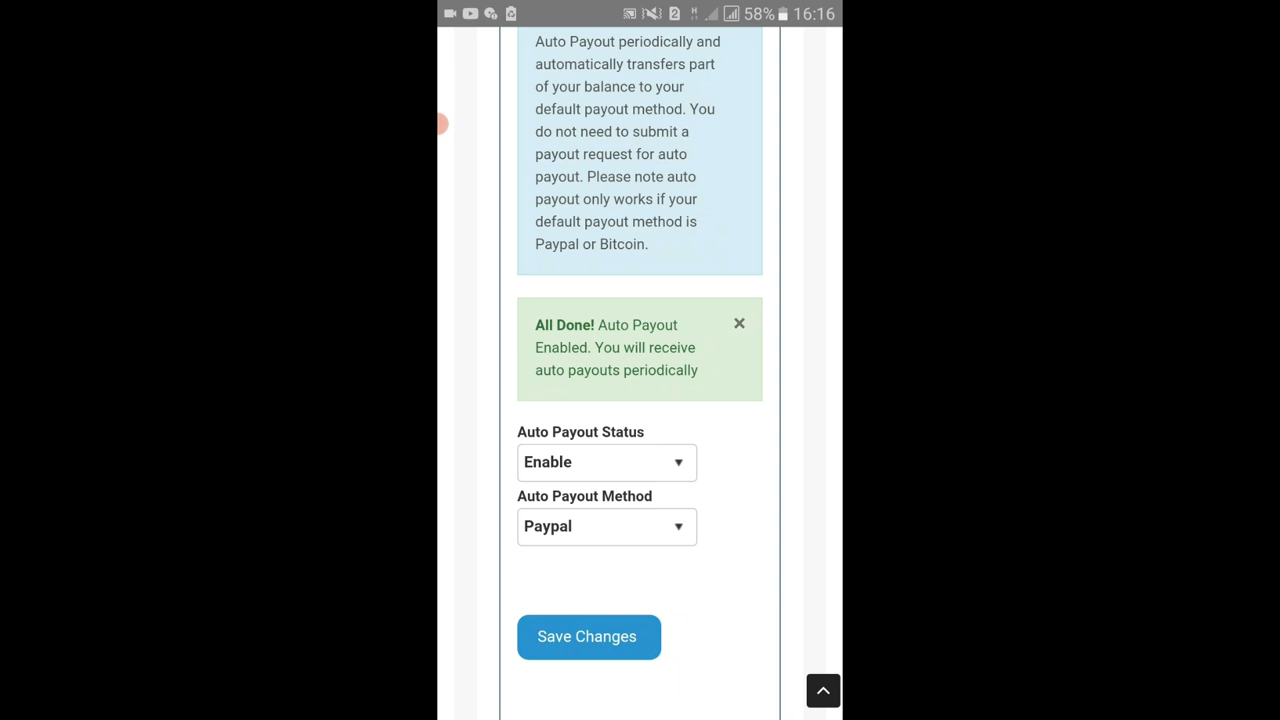 58% 16:16
Auto Payout periodically and
automatically transfers part
of your balance to your
default payout method. You
do not need to submit a
payout request for auto
payout. Please note auto
payout only works if your
default payout method is
Paypal or Bitcoin.
All Done! Auto Payout
Enabled. You will receive
auto payouts periodically
×
Auto Payout Status
Enable
Auto Payout Method
Paypal
Save Changes